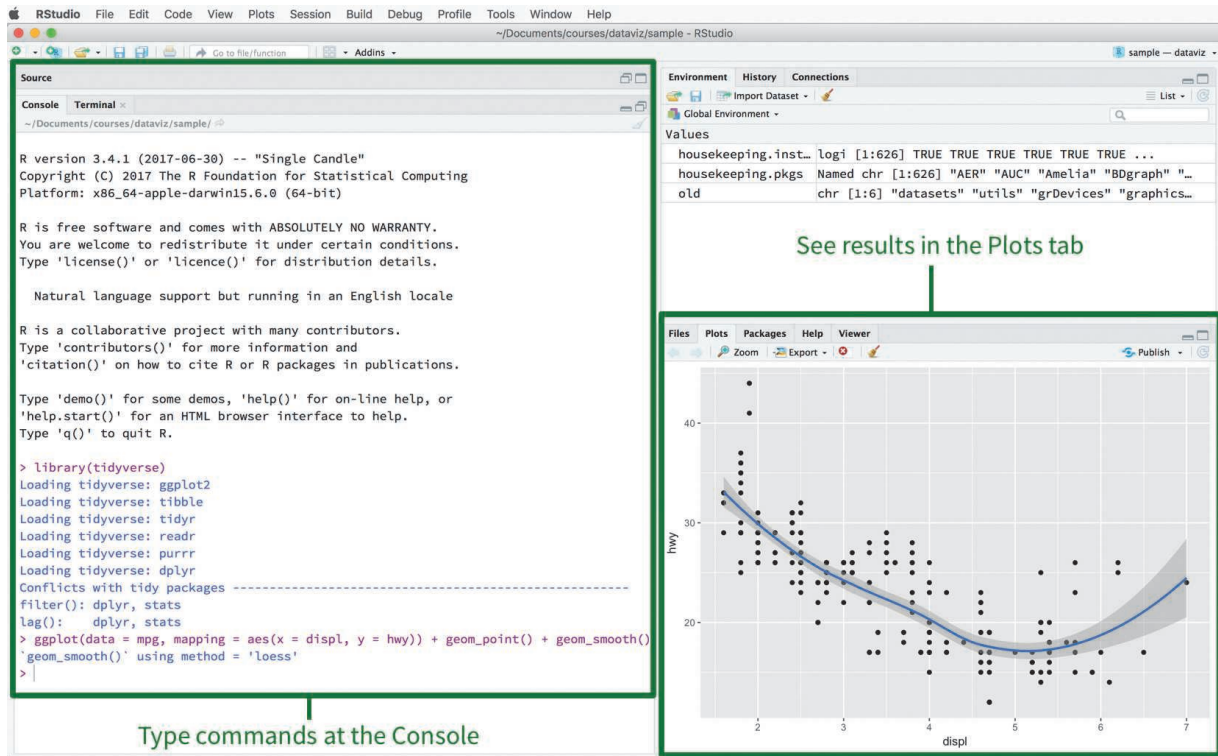 RStudio File Edit Code View Plots Session Build Debug Profile Tools Window Help
~/Documents/courses/dataviz/sample - RStudio
Go to file/function Addins sample — dataviz
Source
Console Terminal
~/Documents/courses/dataviz/sample/
R version 3.4.1 (2017-06-30) -- "Single Candle"
Copyright (C) 2017 The R Foundation for Statistical Computing
Platform: x86_64-apple-darwin15.6.0 (64-bit)
R is free software and comes with ABSOLUTELY NO WARRANTY.
You are welcome to redistribute it under certain conditions.
Type 'license()' or 'licence()' for distribution details.
Natural language support but running in an English locale
R is a collaborative project with many contributors.
Type 'contributors()' for more information and
'citation()' on how to cite R or R packages in publications.
Type 'demo()' for some demos, 'help()' for on-line help, or
'help.start()' for an HTML browser interface to help.
Type 'q()' to quit R.
> library(tidyverse)
Loading tidyverse: ggplot2
Loading tidyverse: tibble
Loading tidyverse: tidyr
Loading tidyverse: readr
Loading tidyverse: purrr
Loading tidyverse: dplyr
Conflicts with tidy packages ------------------------------------------------------
filter(): dplyr, stats
lag(): dplyr, stats
> ggplot(data = mpg, mapping = aes(x = displ, y = hwy)) + geom_point() + geom_smooth()
`geom_smooth()` using method = 'loess'
>
Type commands at the Console
Environment History Connections
Import Dataset List
Global Environment
Values
housekeeping.inst… logi [1:626] TRUE TRUE TRUE TRUE TRUE TRUE ...
housekeeping.pkgs Named chr [1:626] "AER" "AUC" "Amelia" "BDgraph" "…
old chr [1:6] "datasets" "utils" "grDevices" "graphics…
See results in the Plots tab
Files Plots Packages Help Viewer
Zoom Export Publish
40
30
20
hwy
2 3 4 5 6 7
displ